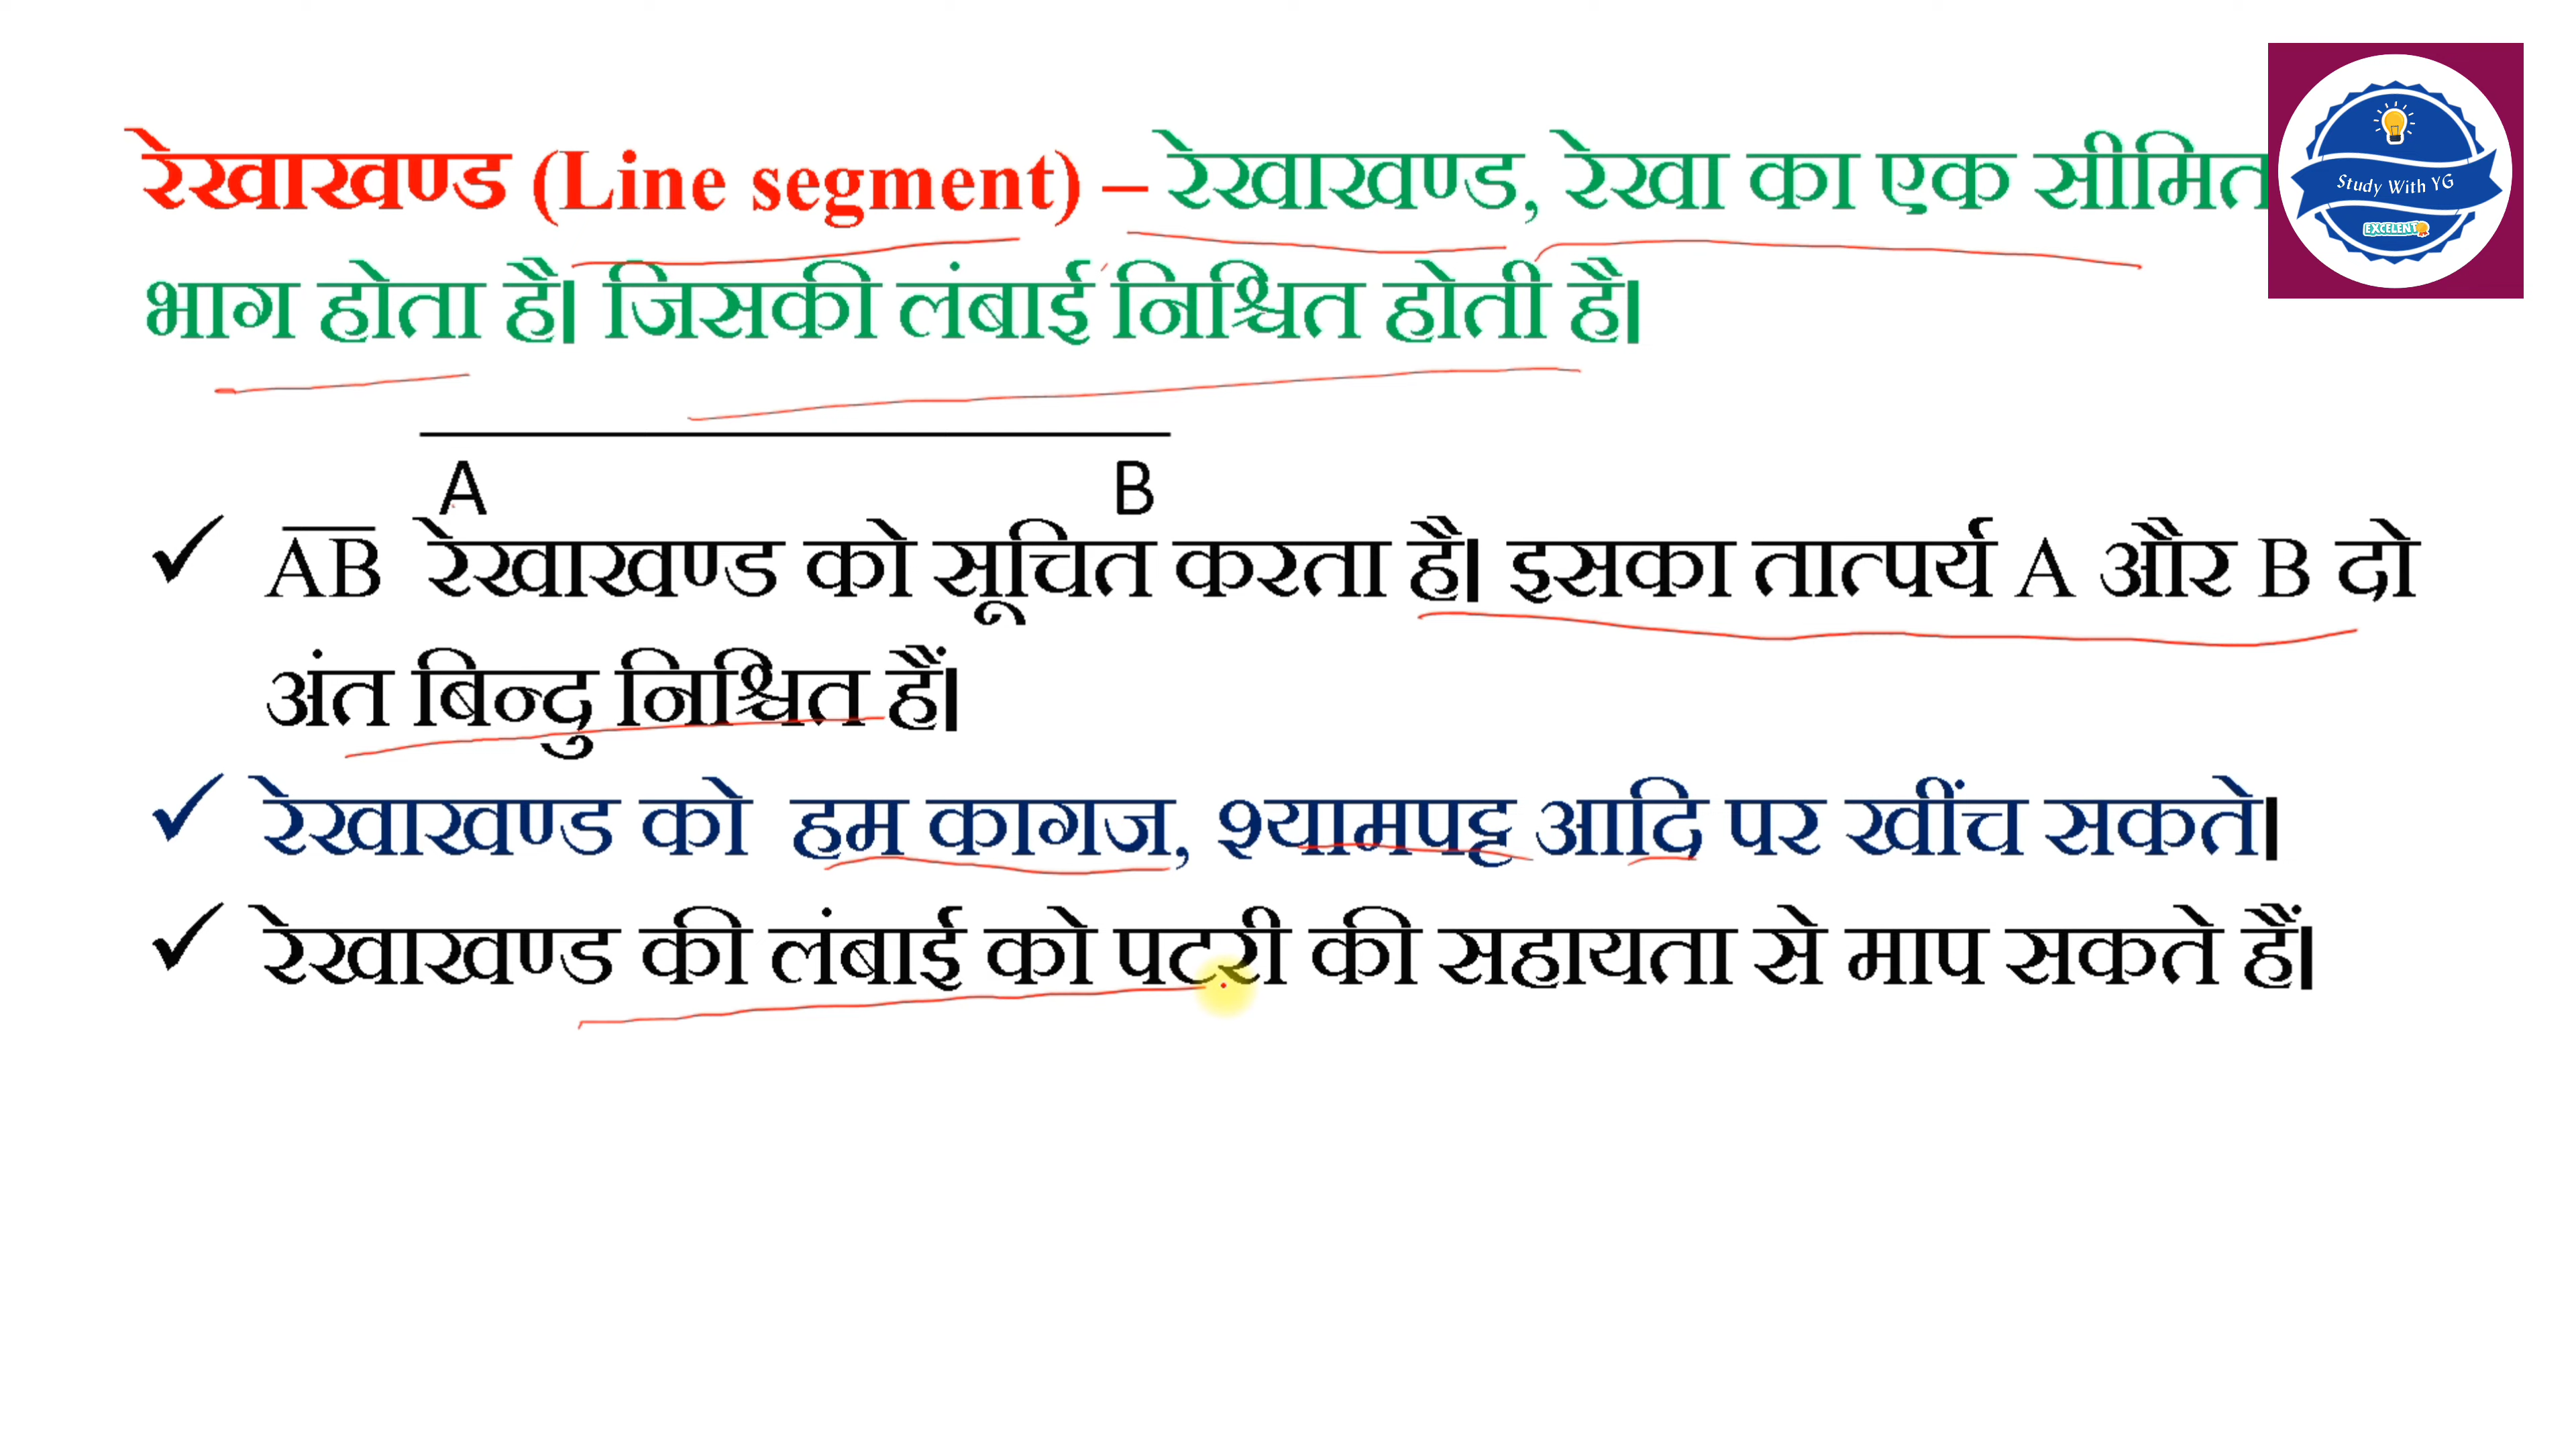 रेखाखण्ड (Line segment) – रेखाखण्ड, रेखा का एक सीमित
भाग होता है। जिसकी लंबाई निश्चित होती है।
A B
✓ A̅B̅ रेखाखण्ड को सूचित करता है। इसका तात्पर्य A और B दो
अंत बिन्दु निश्चित हैं।
✓ रेखाखण्ड को हम कागज, श्यामपट्ट आदि पर खींच सकते।
✓ रेखाखण्ड की लंबाई को पटरी की सहायता से माप सकते हैं।
Study With YG
EXCELENT